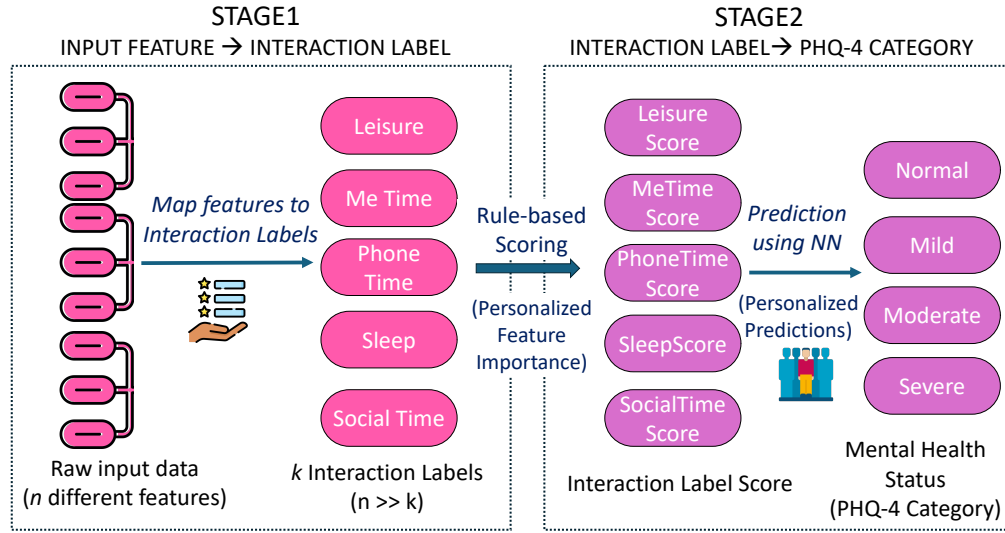 STAGE1
INPUT FEATURE → INTERACTION LABEL
Map features to
Interaction Labels
Leisure
Me Time
Phone
Time
Sleep
Social Time
Raw input data
(n different features)
k Interaction Labels
(n >> k)
Rule-based
Scoring
(Personalized
Feature
Importance)
STAGE2
INTERACTION LABEL→ PHQ-4 CATEGORY
Leisure
Score
MeTime
Score
PhoneTime
Score
SleepScore
SocialTime
Score
Interaction Label Score
Prediction
using NN
(Personalized
Predictions)
Normal
Mild
Moderate
Severe
Mental Health
Status
(PHQ-4 Category)